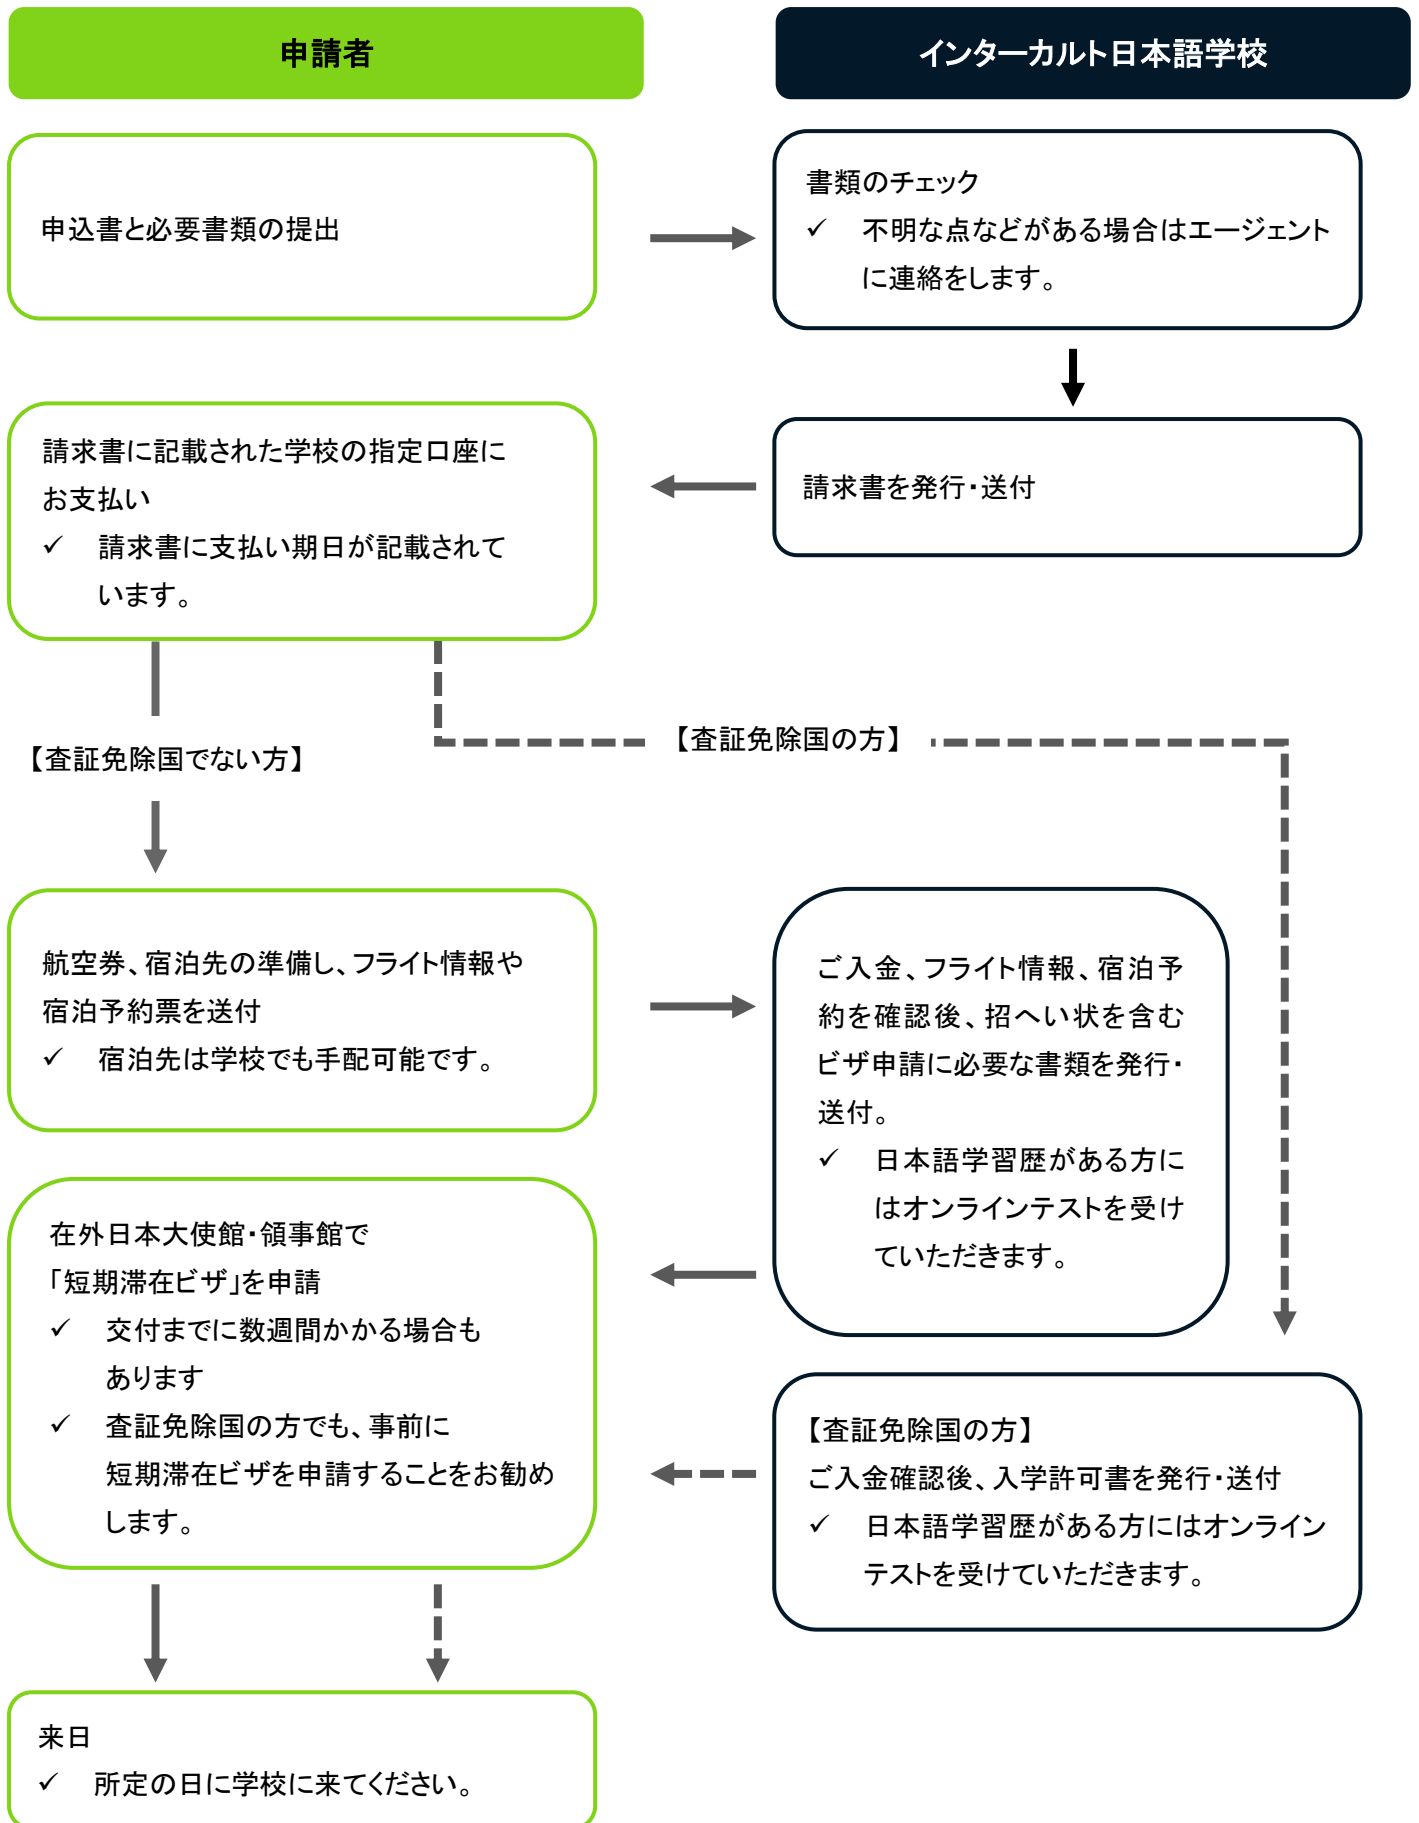 申請者
インターカルト日本語学校
申込書と必要書類の提出
書類のチェック
✓ 不明な点などがある場合はエージェント
に連絡をします。
請求書に記載された学校の指定口座に
お支払い
✓ 請求書に支払い期日が記載されて
います。
請求書を発行・送付
【査証免除国でない方】
【査証免除国の方】
航空券、宿泊先の準備し、フライト情報や
宿泊予約票を送付
✓ 宿泊先は学校でも手配可能です。
ご入金、フライト情報、宿泊予
約を確認後、招へい状を含む
ビザ申請に必要な書類を発行・
送付。
✓ 日本語学習歴がある方に
はオンラインテストを受け
ていただきます。
在外日本大使館・領事館で
「短期滞在ビザ」を申請
✓ 交付までに数週間かかる場合も
あります
✓ 査証免除国の方でも、事前に
短期滞在ビザを申請することをお勧め
します。
【査証免除国の方】
ご入金確認後、入学許可書を発行・送付
✓ 日本語学習歴がある方にはオンライン
テストを受けていただきます。
来日
✓ 所定の日に学校に来てください。